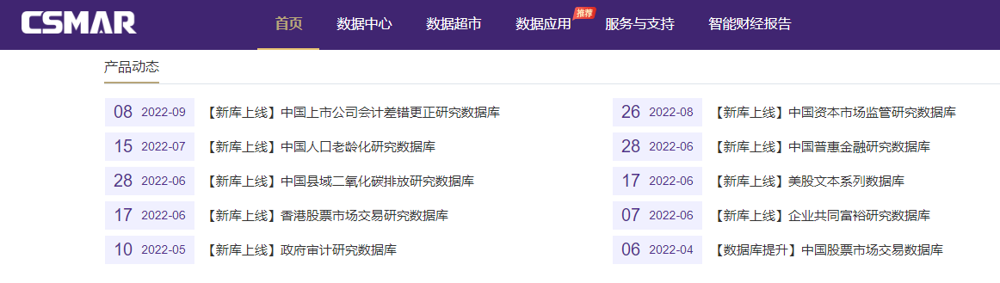 CSMAR 首页 数据中心 数据超市 数据应用 推荐 服务与支持 智能财经报告
产品动态
08 2022-09 【新库上线】中国上市公司会计差错更正研究数据库 26 2022-08 【新库上线】中国资本市场监管研究数据库
15 2022-07 【新库上线】中国人口老龄化研究数据库 28 2022-06 【新库上线】中国普惠金融研究数据库
28 2022-06 【新库上线】中国县域二氧化碳排放研究数据库 17 2022-06 【新库上线】美股文本系列数据库
17 2022-06 【新库上线】香港股票市场交易研究数据库 07 2022-06 【新库上线】企业共同富裕研究数据库
10 2022-05 【新库上线】政府审计研究数据库 06 2022-04 【数据库提升】中国股票市场交易数据库